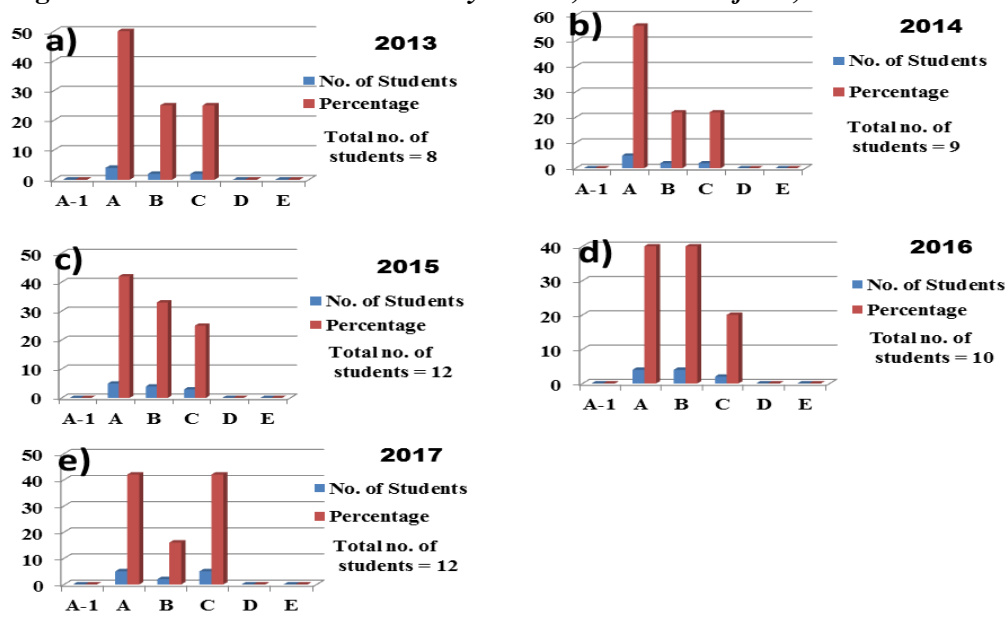 a)
2013
50
40
30
20
10
0
A-1 A B C D E
No. of Students
Percentage
Total no. of
students = 8
b)
2014
60
50
40
30
20
10
0
A-1 A B C D E
No. of Students
Percentage
Total no. of
students = 9
c)
2015
50
40
30
20
10
0
A-1 A B C D E
No. of Students
Percentage
Total no. of
students = 12
d)
2016
40
30
20
10
0
A-1 A B C D E
No. of Students
Percentage
Total no. of
students = 10
e)
2017
50
40
30
20
10
0
A-1 A B C D E
No. of Students
Percentage
Total no. of
students = 12